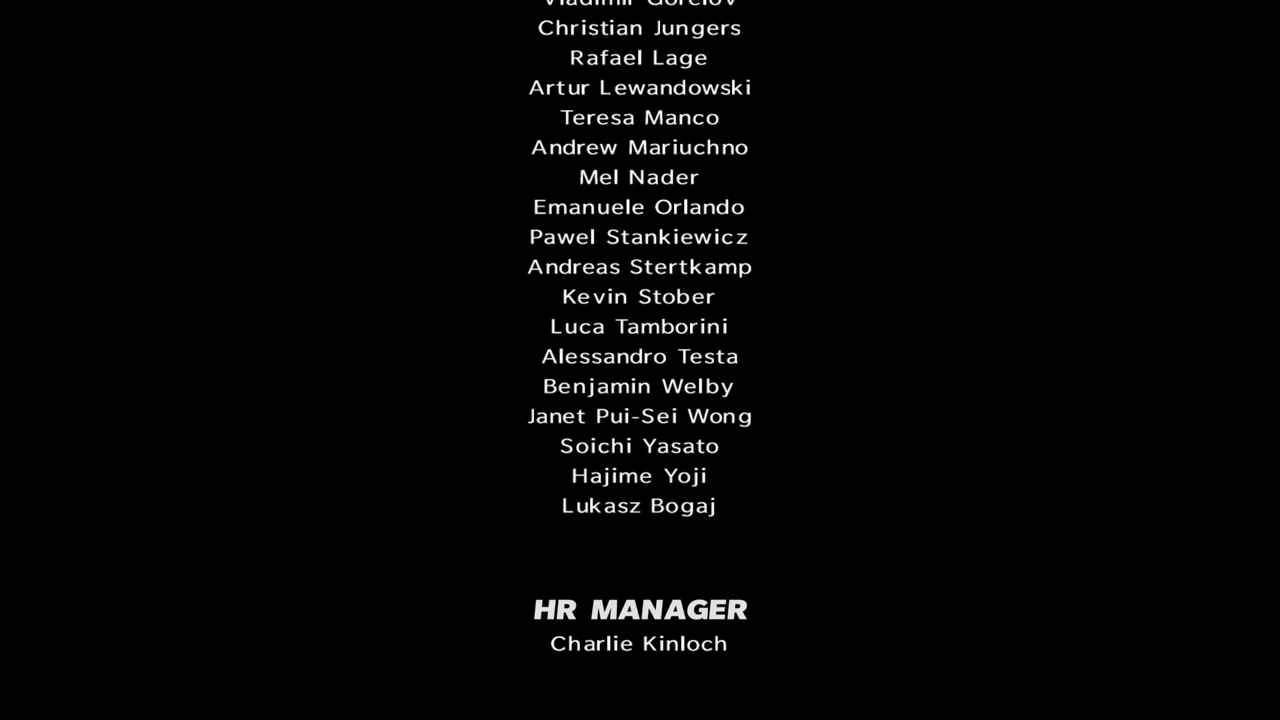 Vladimir Gorelov
Christian Jungers
Rafael Lage
Artur Lewandowski
Teresa Manco
Andrew Mariuchno
Mel Nader
Emanuele Orlando
Pawel Stankiewicz
Andreas Stertkamp
Kevin Stober
Luca Tamborini
Alessandro Testa
Benjamin Welby
Janet Pui-Sei Wong
Soichi Yasato
Hajime Yoji
Lukasz Bogaj
HR MANAGER
Charlie Kinloch